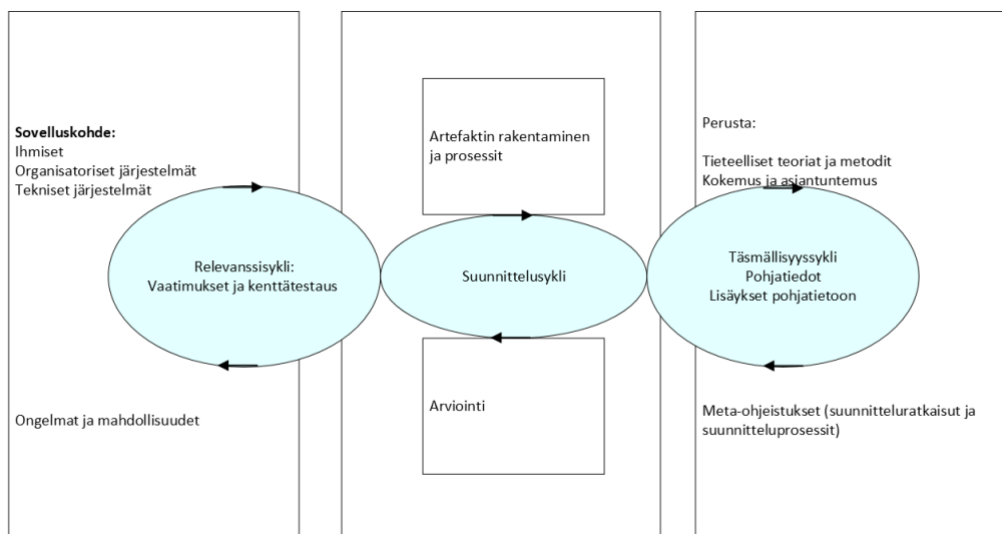 Sovelluskohde:
Ihmiset
Organisatoriset järjestelmät
Tekniset järjestelmät
Relevanssisykli:
Vaatimukset ja kenttätestaus
Ongelmat ja mahdollisuudet
Artefaktin rakentaminen
ja prosessit
Suunnittelusykli
Arviointi
Perusta:
Tieteelliset teoriat ja metodit
Kokemus ja asiantuntemus
Täsmällisyyssykli
Pohjatiedot
Lisäykset pohjatietoon
Meta-ohjeistukset (suunnitteluratkaisut ja
suunnitteluprosessit)